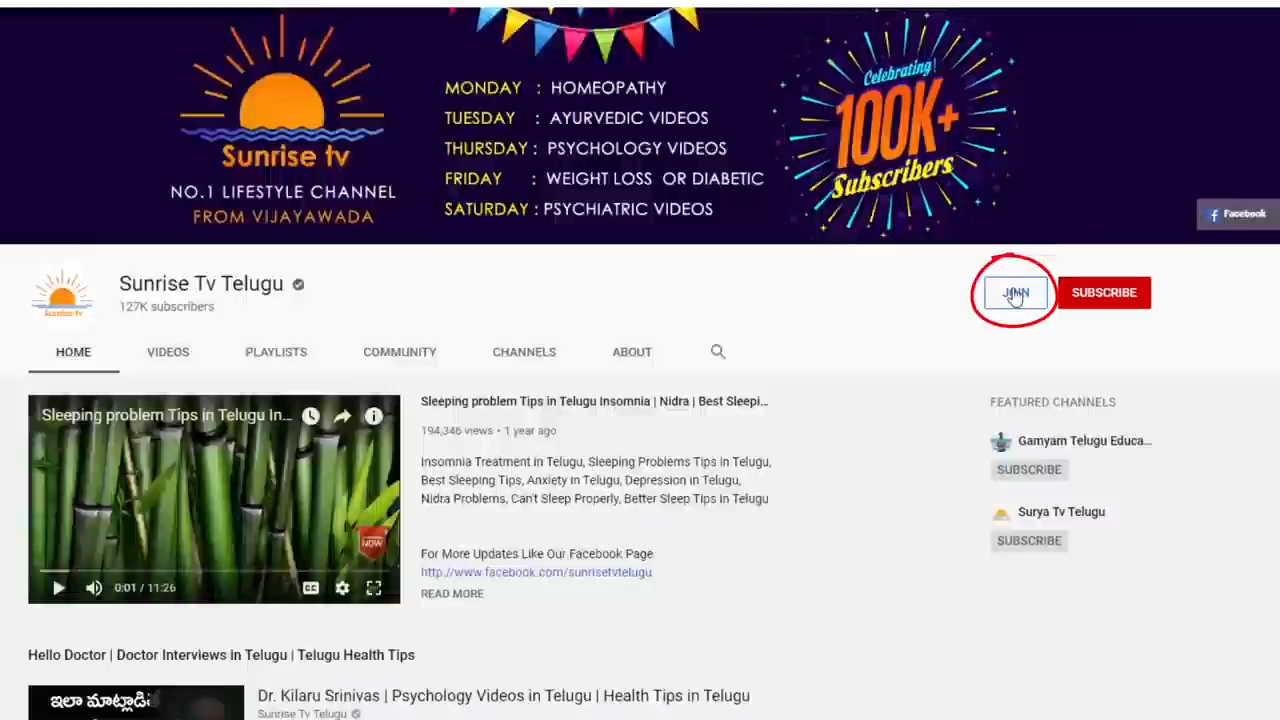 Sunrise tv
NO.1 LIFESTYLE CHANNEL
FROM VIJAYAWADA
MONDAY : HOMEOPATHY
TUESDAY : AYURVEDIC VIDEOS
THURSDAY : PSYCHOLOGY VIDEOS
FRIDAY : WEIGHT LOSS OR DIABETIC
SATURDAY : PSYCHIATRIC VIDEOS
Celebrating
100K+
Subscribers
Facebook
Sunrise Tv Telugu
127K subscribers
JOIN
SUBSCRIBE
HOME VIDEOS PLAYLISTS COMMUNITY CHANNELS ABOUT
Sleeping problem Tips in Telugu In...
NOW
0:01 / 11:26
CC
Sleeping problem Tips in Telugu Insomnia | Nidra | Best Sleepi...
194,346 views • 1 year ago
Insomnia Treatment in Telugu, Sleeping Problems Tips in Telugu,
Best Sleeping Tips, Anxiety in Telugu, Depression in Telugu,
Nidra Problems, Can't Sleep Properly, Better Sleep Tips in Telugu
For More Updates Like Our Facebook Page
http://www.facebook.com/sunrisetvtelugu
READ MORE
FEATURED CHANNELS
Gamyam Telugu Educa...
SUBSCRIBE
Surya Tv Telugu
SUBSCRIBE
Hello Doctor | Doctor Interviews in Telugu | Telugu Health Tips
ఇలా
Dr. Kilaru Srinivas | Psychology Videos in Telugu | Health Tips in Telugu
Sunrise Tv Telugu